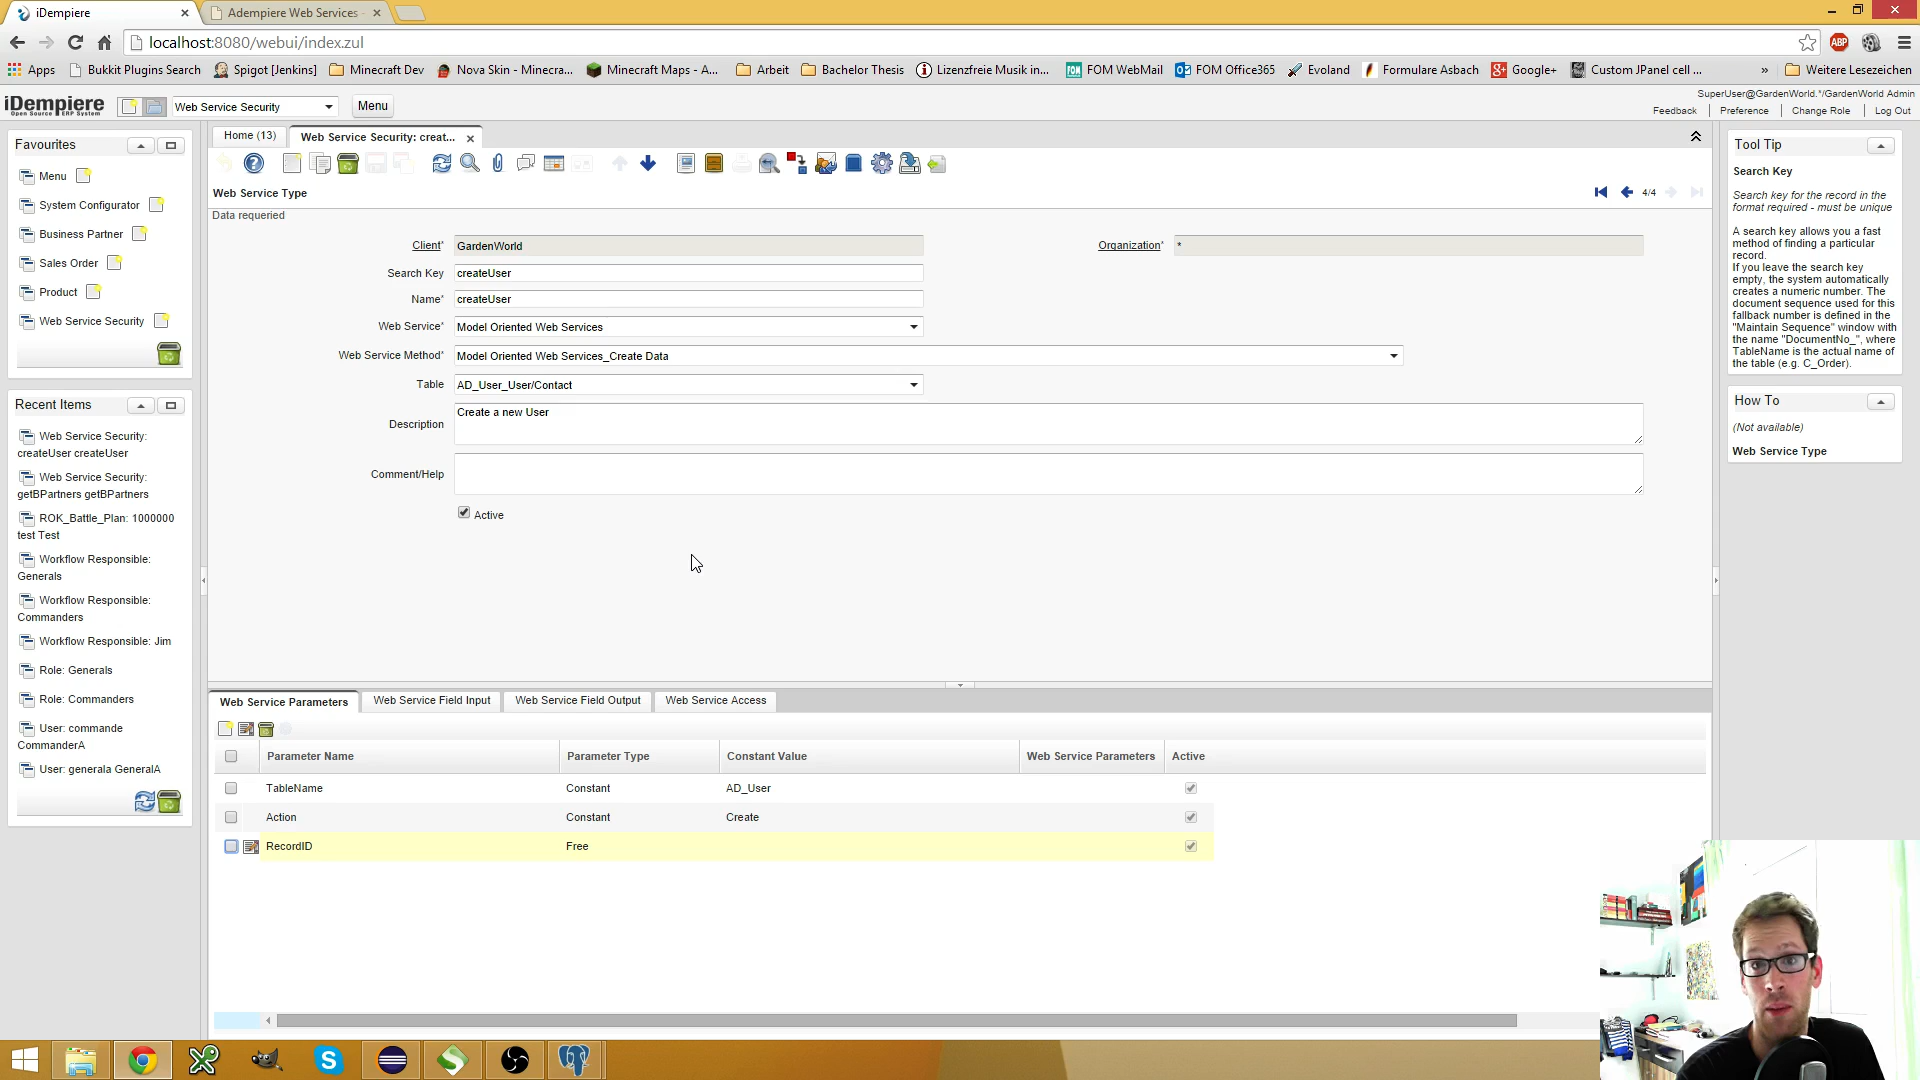 iDempiere
Adempiere Web Services -
localhost:8080/webui/index.zul
ABP
Apps
Bukkit Plugins Search
Spigot [Jenkins]
Minecraft Dev
Nova Skin - Minecra...
Minecraft Maps - A...
Arbeit
Bachelor Thesis
Lizenzfreie Musik in...
FOM WebMail
FOM Office365
Evoland
Formulare Asbach
Google+
Custom JPanel cell ...
»
Weitere Lesezeichen
iDempiere
Open Source ERP System
Web Service Security
Menu
SuperUser@GardenWorld.*/GardenWorld Admin
Feedback
Preference
Change Role
Log Out
Favourites
Menu
System Configurator
Business Partner
Sales Order
Product
Web Service Security
Recent Items
Web Service Security:
createUser createUser
Web Service Security:
getBPartners getBPartners
ROK_Battle_Plan: 1000000
test Test
Workflow Responsible:
Generals
Workflow Responsible:
Commanders
Workflow Responsible: Jim
Role: Generals
Role: Commanders
User: commande
CommanderA
User: generala GeneralA
Home (13)
Web Service Security: creat...
Web Service Type
4/4
Data requeried
Client*
GardenWorld
Organization*
*
Search Key
createUser
Name*
createUser
Web Service*
Model Oriented Web Services
Web Service Method*
Model Oriented Web Services_Create Data
Table
AD_User_User/Contact
Description
Create a new User
Comment/Help
Active
Web Service Parameters
Web Service Field Input
Web Service Field Output
Web Service Access
Parameter Name
Parameter Type
Constant Value
Web Service Parameters
Active
TableName
Constant
AD_User
Action
Constant
Create
RecordID
Free
Tool Tip
Search Key
Search key for the record in the
format required - must be unique
A search key allows you a fast
method of finding a particular
record.
If you leave the search key
empty, the system automatically
creates a numeric number. The
document sequence used for this
fallback number is defined in the
"Maintain Sequence" window with
the name "DocumentNo_", where
TableName is the actual name of
the table (e.g. C_Order).
How To
(Not available)
Web Service Type